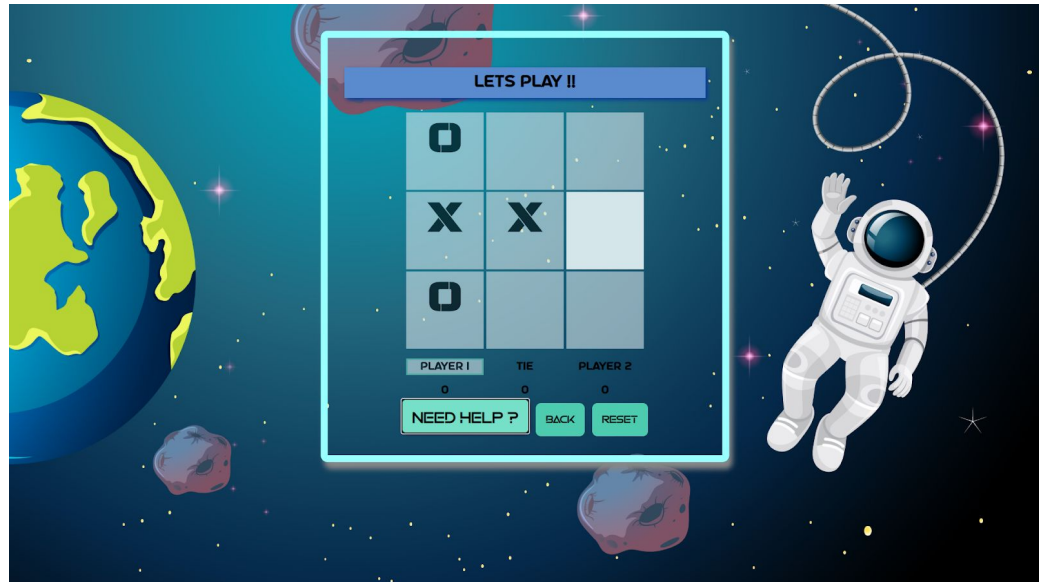 LETS PLAY !!
O
X X
O
PLAYER 1 TIE PLAYER 2
0 0 0
NEED HELP ? BACK RESET